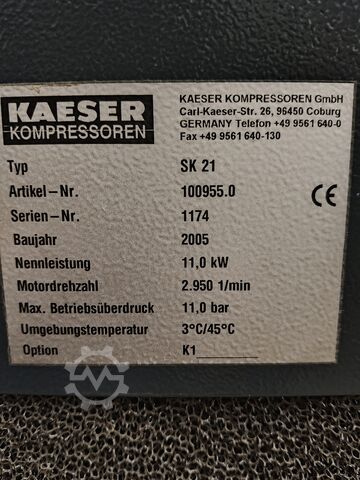 KAESER
KOMPRESSOREN
KAESER KOMPRESSOREN GmbH
Carl-Kaeser-Str. 26, 96450 Coburg
GERMANY Telefon +49 9561 640-0
Fax +49 9561 640-130
Typ SK 21
Artikel-Nr. 100955.0
CE
Serien-Nr. 1174
Baujahr 2005
Nennleistung 11,0 kW
Motordrehzahl 2.950 1/min
Max. Betriebsüberdruck 11,0 bar
Umgebungstemperatur 3°C/45°C
Option K1_______